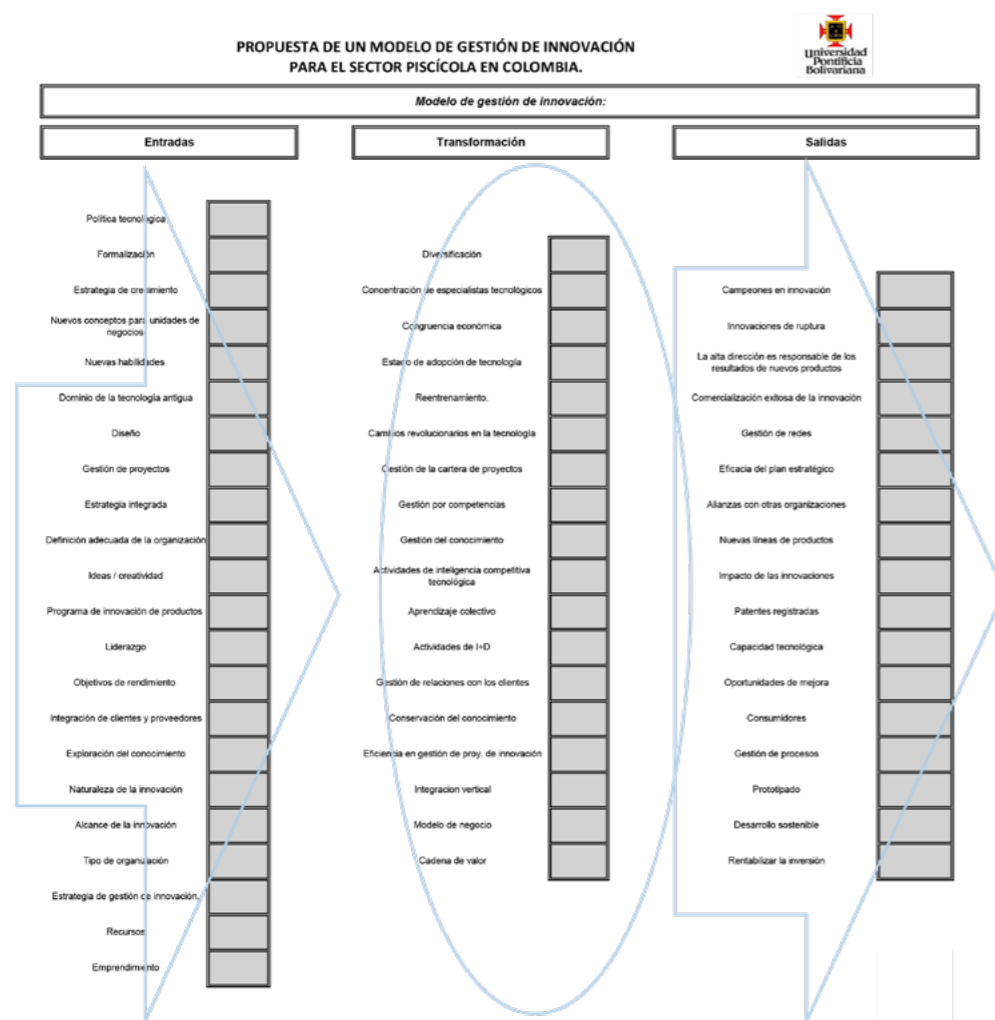 PROPUESTA DE UN MODELO DE GESTIÓN DE INNOVACIÓN
PARA EL SECTOR PISCÍCOLA EN COLOMBIA.
Universidad
Pontificia
Bolivariana
Modelo de gestión de innovación:
Entradas
Política tecnológica
Formalización
Estrategia de crecimiento
Nuevos conceptos para unidades de
negocios
Nuevas habilidades
Dominio de la tecnología antigua
Diseño
Gestión de proyectos
Estrategia integrada
Definición adecuada de la organización
Ideas / creatividad
Programa de innovación de productos
Liderazgo
Objetivos de rendimiento
Integración de clientes y proveedores
Exploración del conocimiento
Naturaleza de la innovación
Alcance de la innovación
Tipo de organización
Estrategia de gestión de innovación.
Recursos
Emprendimiento
Transformación
Diversificación
Concentración de especialistas tecnológicos
Congruencia económica
Estado de adopción de tecnología
Reentrenamiento.
Cambios revolucionarios en la tecnología
Gestión de la cartera de proyectos
Gestión por competencias
Gestión del conocimiento
Actividades de inteligencia competitiva
tecnológica
Aprendizaje colectivo
Actividades de I+D
Gestión de relaciones con los clientes
Conservación del conocimiento
Eficiencia en gestión de proy. de innovación
Integracion vertical
Modelo de negocio
Cadena de valor
Salidas
Campeones en innovación
Innovaciones de ruptura
La alta dirección es responsable de los
resultados de nuevos productos
Comercialización exitosa de la innovación
Gestión de redes
Eficacia del plan estratégico
Alianzas con otras organizaciones
Nuevas líneas de productos
Impacto de las innovaciones
Patentes registradas
Capacidad tecnológica
Oportunidades de mejora
Consumidores
Gestión de procesos
Prototipado
Desarrollo sostenible
Rentabilizar la inversión